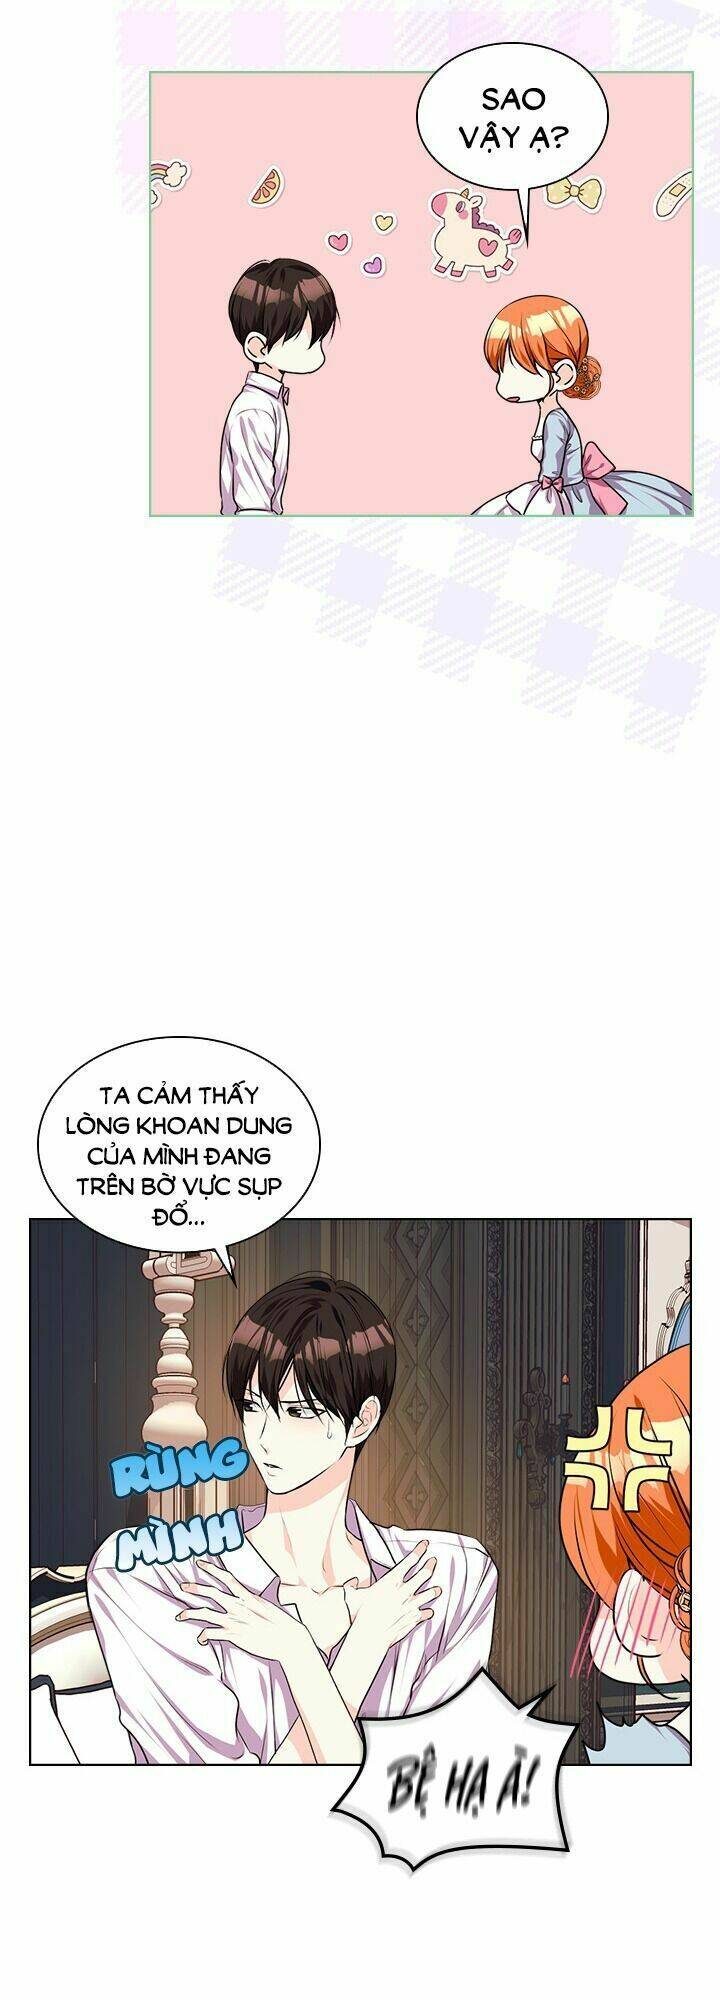 SAO
VẬY Ạ?
TA CẢM THẤY
LÒNG KHOAN DUNG
CỦA MÌNH ĐANG
TRÊN BỜ VỰC SỤP
ĐỔ...
RÙNG
MÌNH
BỆ HẠ À!